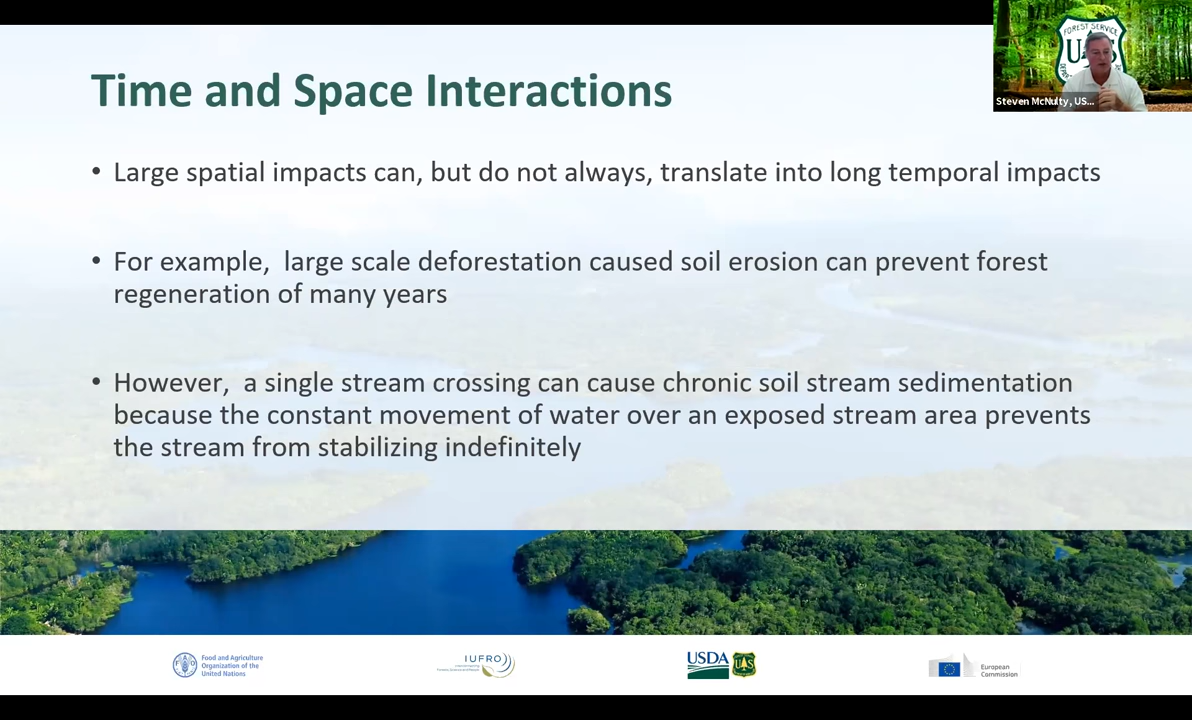 Time and Space Interactions
FOREST SERVICE
U S
Steven McNulty, US...
• Large spatial impacts can, but do not always, translate into long temporal impacts
• For example, large scale deforestation caused soil erosion can prevent forest
regeneration of many years
• However, a single stream crossing can cause chronic soil stream sedimentation
because the constant movement of water over an exposed stream area prevents
the stream from stabilizing indefinitely
Food and Agriculture
Organization of the
United Nations
IUFRO
USDA
U S
European
Commission